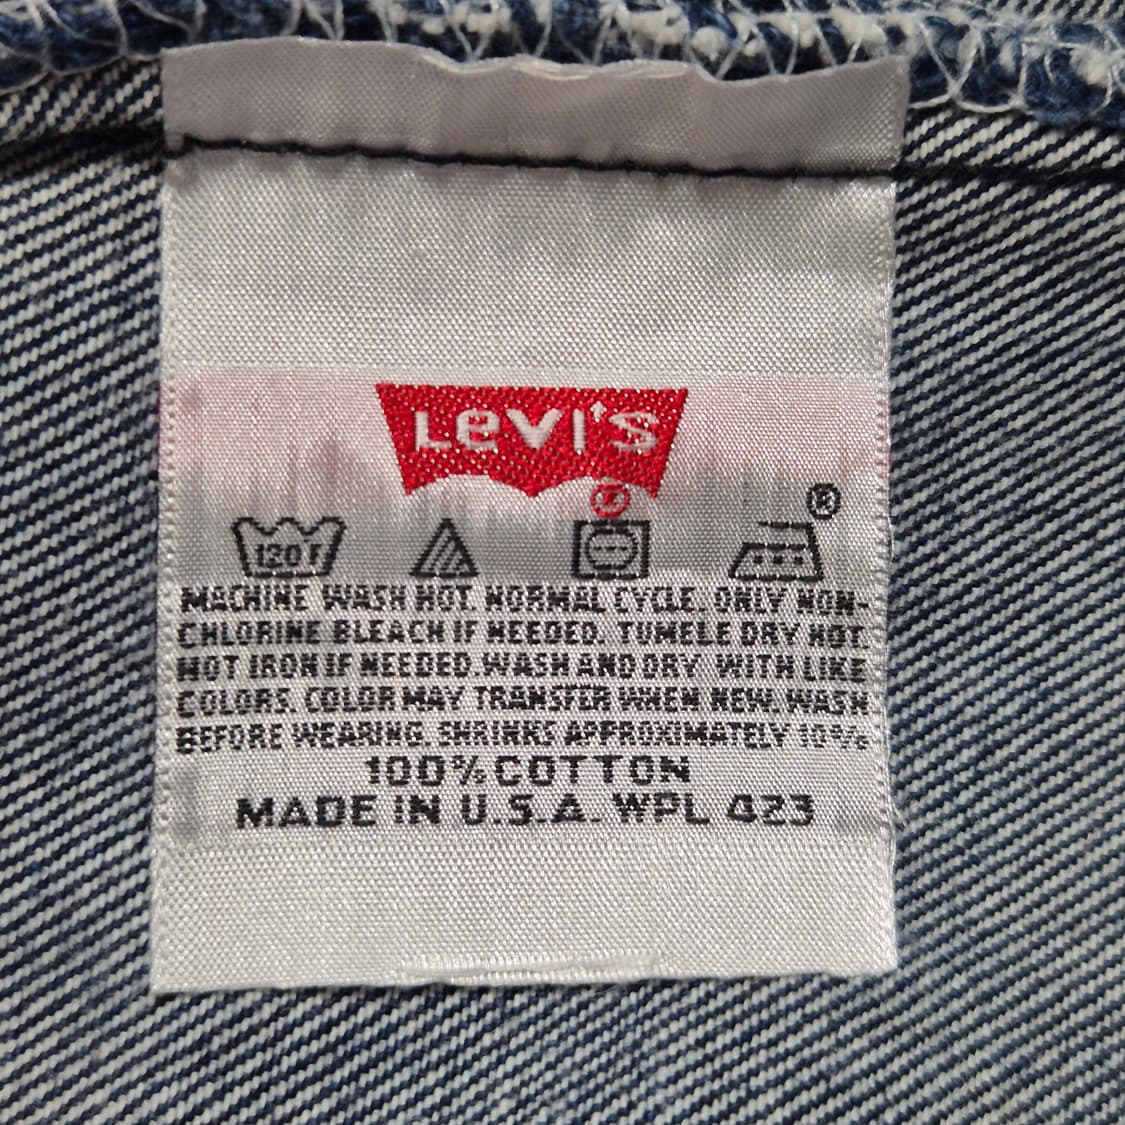 LEVI'S
®
®
120 F
MACHINE WASH HOT. NORMAL CYCLE. ONLY NON-
CHLORINE BLEACH IF NEEDED. TUMBLE DRY HOT.
HOT IRON IF NEEDED. WASH AND DRY WITH LIKE
COLORS. COLOR MAY TRANSFER WHEN NEW. WASH
BEFORE WEARING. SHRINKS APPROXIMATELY 10%
100% COTTON
MADE IN U.S.A. WPL 423